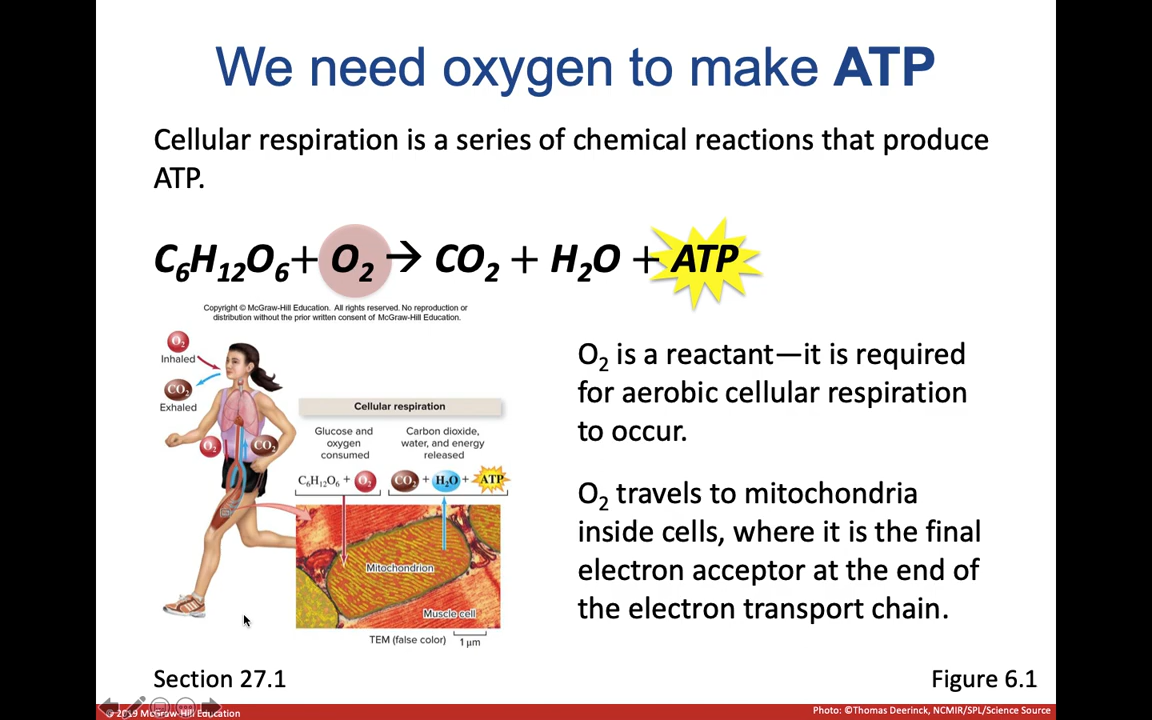 We need oxygen to make ATP
Cellular respiration is a series of chemical reactions that produce
ATP.
C₆H₁₂O₆+ O₂ → CO₂ + H₂O + ATP
Copyright © McGraw-Hill Education. All rights reserved. No reproduction or
distribution without the prior written consent of McGraw-Hill Education.
O₂
Inhaled
CO₂
Exhaled
O₂
CO₂
Cellular respiration
Glucose and
oxygen
consumed
Carbon dioxide,
water, and energy
released
C₆H₁₂O₆ + O₂
CO₂ + H₂O + ATP
Mitochondrion
Muscle cell
TEM (false color)
1 µm
O₂ is a reactant—it is required
for aerobic cellular respiration
to occur.
O₂ travels to mitochondria
inside cells, where it is the final
electron acceptor at the end of
the electron transport chain.
Section 27.1
Figure 6.1
© 2019 McGraw-Hill Education
Photo: ©Thomas Deerinck, NCMIR/SPL/Science Source